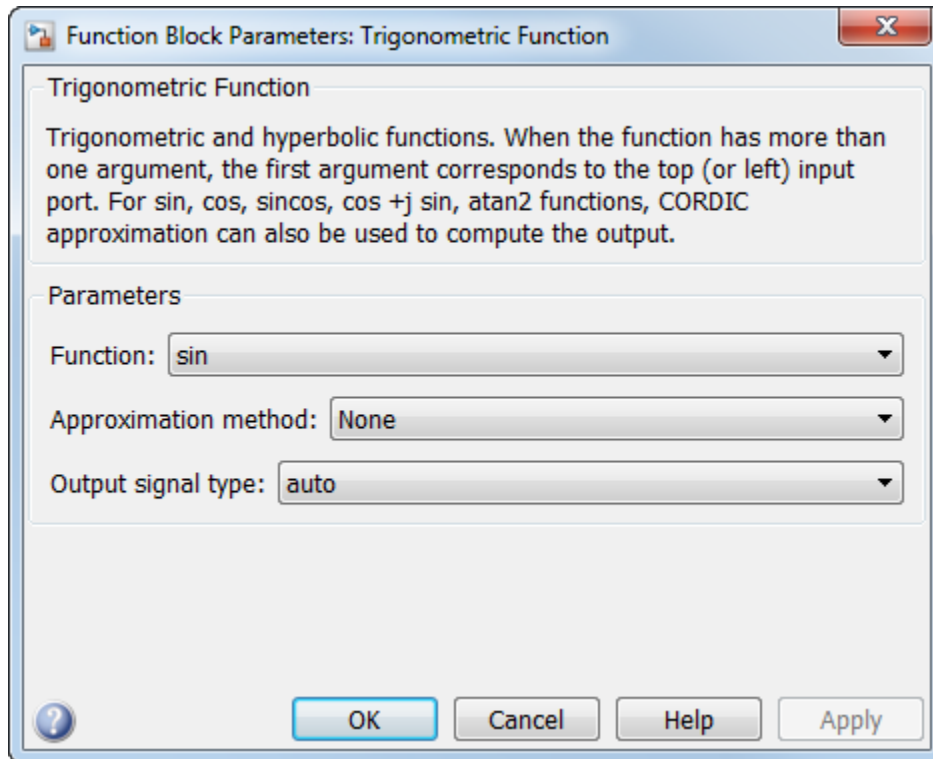 Function Block Parameters: Trigonometric Function
Trigonometric Function
Trigonometric and hyperbolic functions. When the function has more than
one argument, the first argument corresponds to the top (or left) input
port. For sin, cos, sincos, cos +j sin, atan2 functions, CORDIC
approximation can also be used to compute the output.
Parameters
Function: sin
Approximation method: None
Output signal type: auto
OK Cancel Help Apply